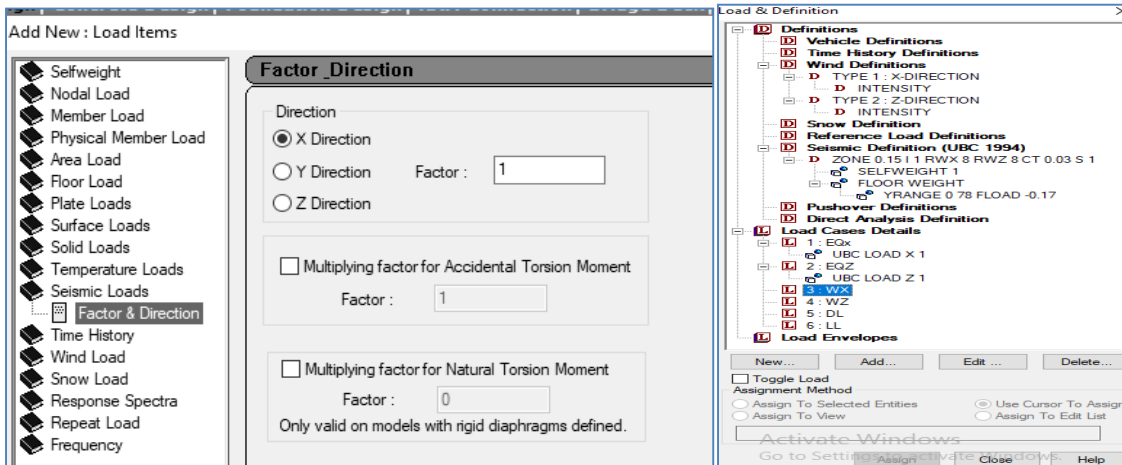 Add New : Load Items
Selfweight
Nodal Load
Member Load
Physical Member Load
Area Load
Floor Load
Plate Loads
Surface Loads
Solid Loads
Temperature Loads
Seismic Loads
Factor & Direction
Time History
Wind Load
Snow Load
Response Spectra
Repeat Load
Frequency
Factor _Direction
Direction
X Direction
Y Direction Factor : 1
Z Direction
Multiplying factor for Accidental Torsion Moment
Factor : 1
Multiplying factor for Natural Torsion Moment
Factor : 0
Only valid on models with rigid diaphragms defined.
Load & Definition
Definitions
Vehicle Definitions
Time History Definitions
Wind Definitions
TYPE 1 : X-DIRECTION
INTENSITY
TYPE 2 : Z-DIRECTION
INTENSITY
Snow Definition
Reference Load Definitions
Seismic Definition (UBC 1994)
ZONE 0.15 I 1 RWX 8 RWZ 8 CT 0.03 S 1
SELFWEIGHT 1
FLOOR WEIGHT
YRANGE 0 78 FLOAD -0.17
Pushover Definitions
Direct Analysis Definition
Load Cases Details
1 : EQx
UBC LOAD X 1
2 : EQZ
UBC LOAD Z 1
3 : WX
4 : WZ
5 : DL
6 : LL
Load Envelopes
New... Add... Edit ... Delete...
Toggle Load
Assignment Method
Assign To Selected Entities Use Cursor To Assign
Assign To View Assign To Edit List
Activate Windows
Go to Settings to activate Windows.
Assign Close Help